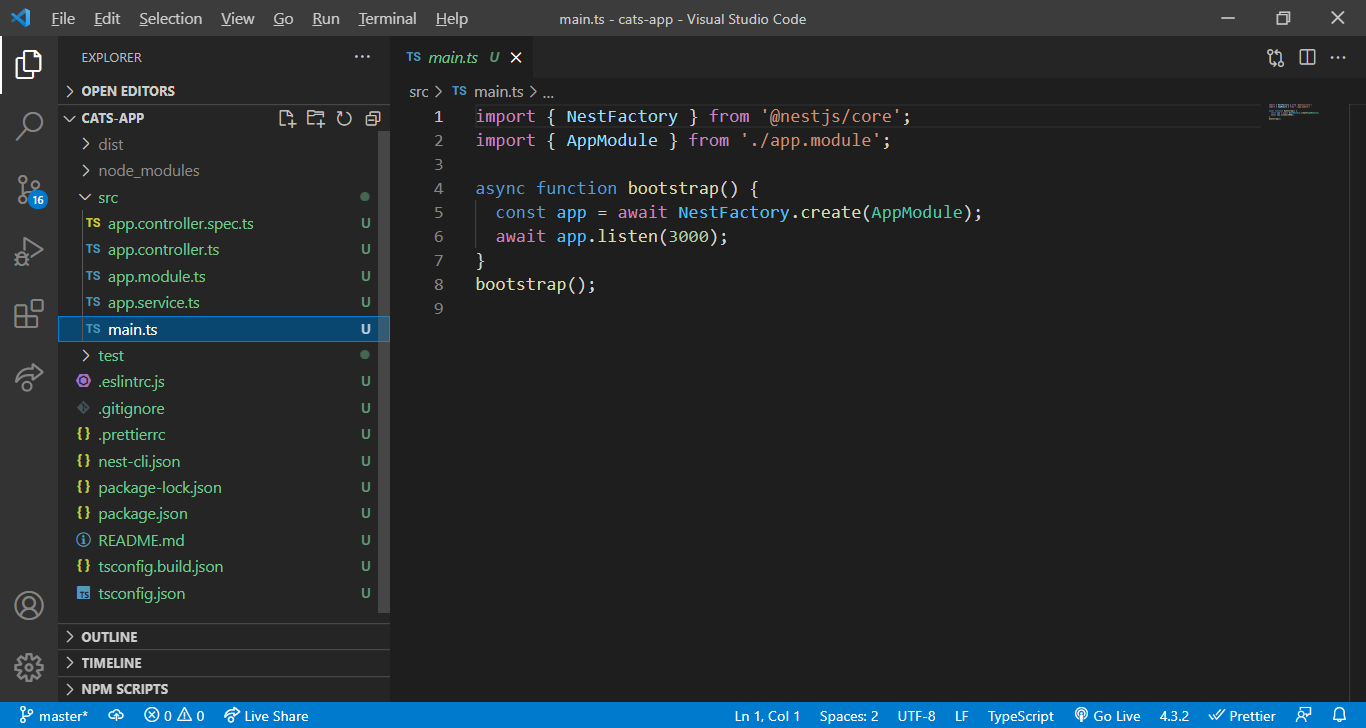 File Edit Selection View Go Run Terminal Help
main.ts - cats-app - Visual Studio Code
EXPLORER
OPEN EDITORS
CATS-APP
dist
node_modules
src
TS app.controller.spec.ts U
TS app.controller.ts U
TS app.module.ts U
TS app.service.ts U
TS main.ts U
test
.eslintrc.js U
.gitignore U
{} .prettierrc U
{} nest-cli.json U
{} package-lock.json U
{} package.json U
README.md U
{} tsconfig.build.json U
TS tsconfig.json U
OUTLINE
TIMELINE
NPM SCRIPTS
16
TS main.ts U
src > TS main.ts > ...
1 import { NestFactory } from '@nestjs/core';
2 import { AppModule } from './app.module';
3
4 async function bootstrap() {
5 const app = await NestFactory.create(AppModule);
6 await app.listen(3000);
7 }
8 bootstrap();
9
master* 0 0 Live Share Ln 1, Col 1 Spaces: 2 UTF-8 LF TypeScript Go Live 4.3.2 Prettier